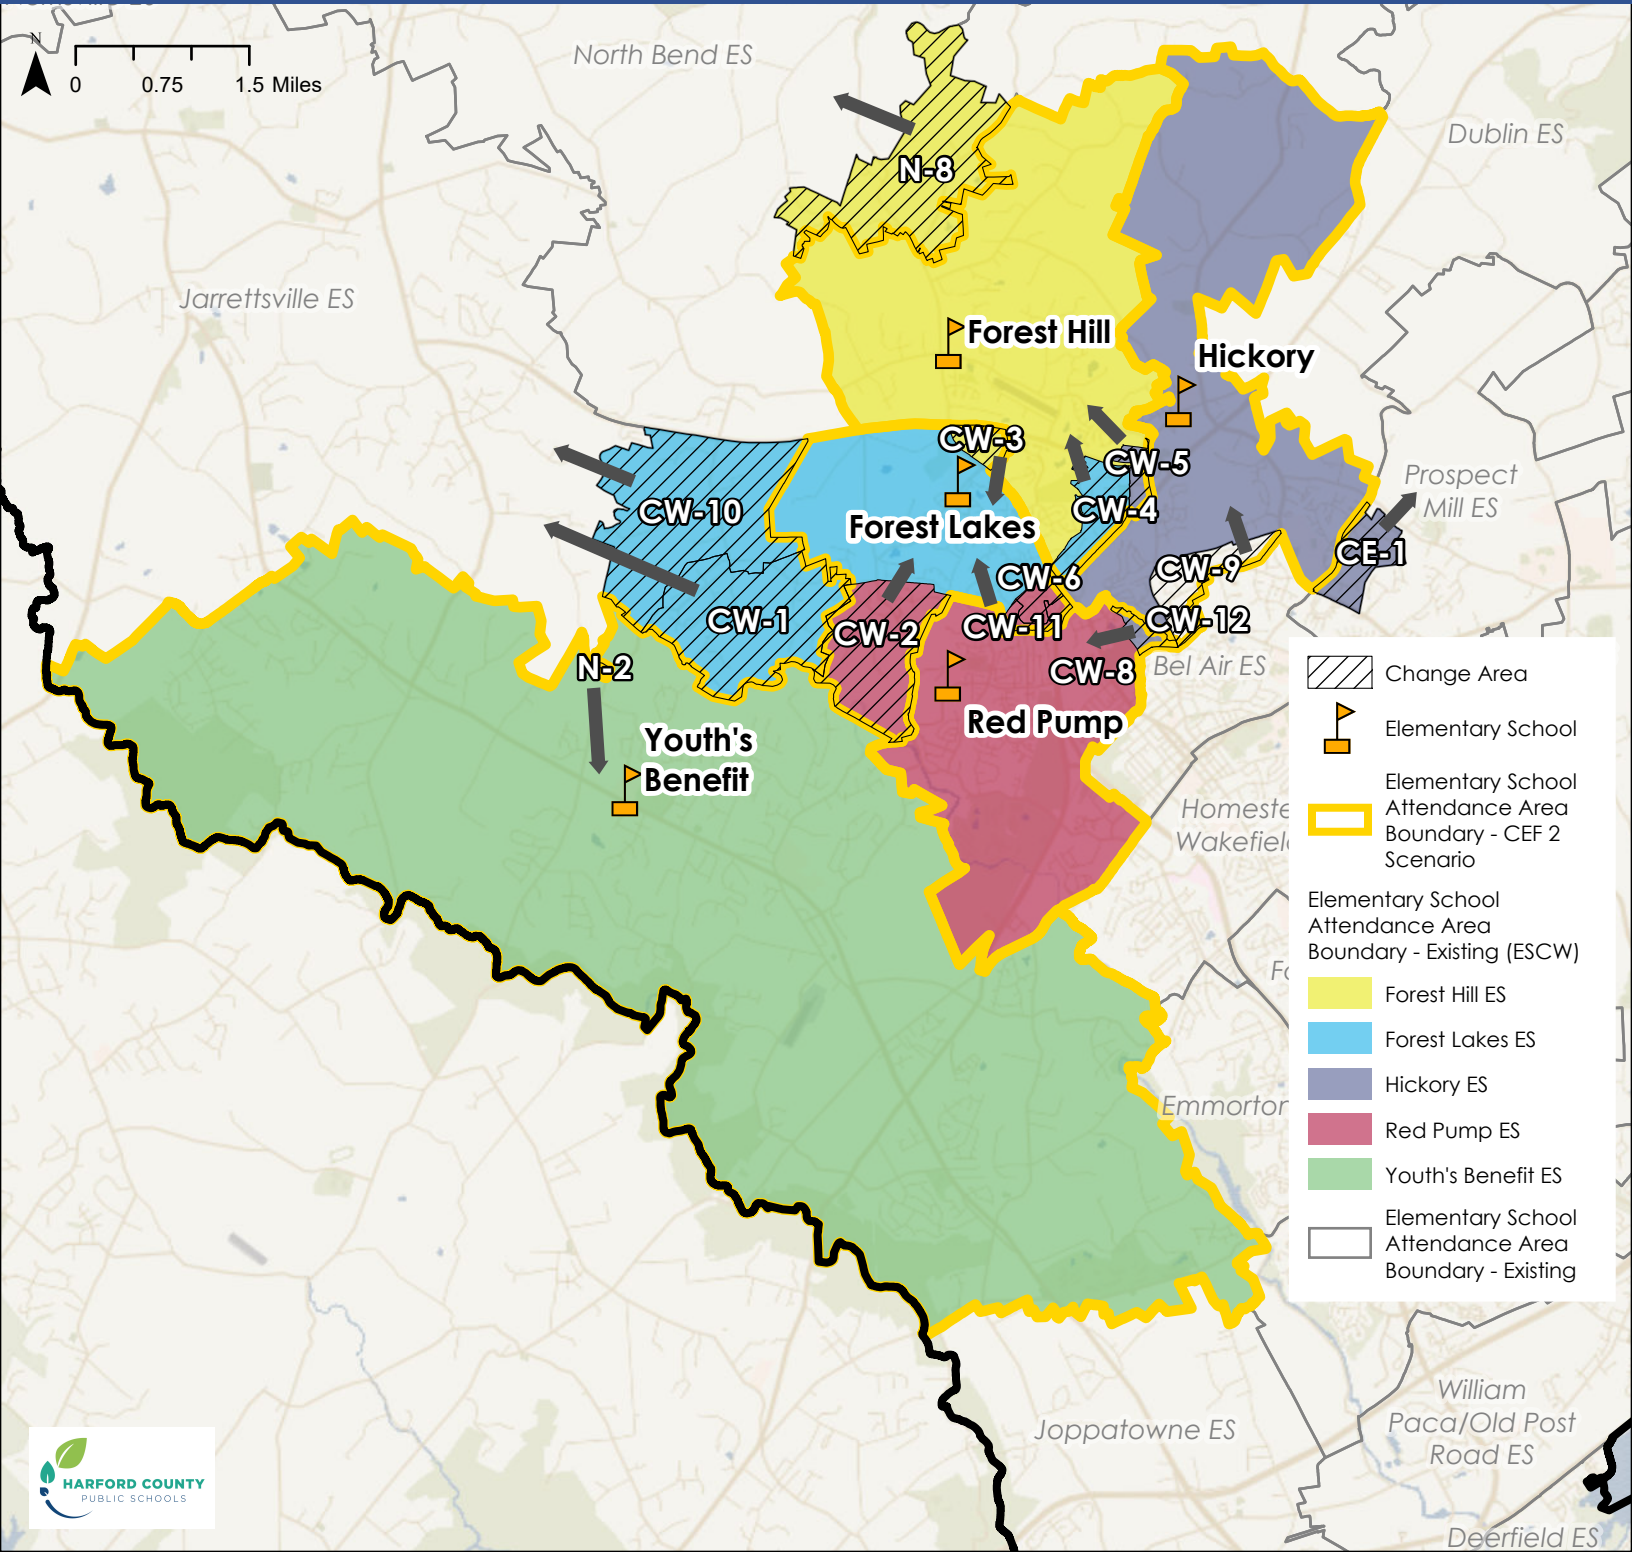 N
0
0.75
1.5 Miles
North Bend ES
Dublin ES
N-8
Jarrettsville ES
Forest Hill
Hickory
CW-3
CW-5
Prospect
Mill ES
CW-10
CW-4
Forest Lakes
CE-1
CW-9
CW-6
CW-1
CW-2
CW-11
CW-12
N-2
CW-8
Bel Air ES
Red Pump
Youth's
Benefit
Homeste
Wakefiel
Emmorton
Joppatowne ES
William
Paca/Old Post
Road ES
Deerfield ES
Change Area
Elementary School
Elementary School
Attendance Area
Boundary - CEF 2
Scenario
Elementary School
Attendance Area
Boundary - Existing (ESCW)
Forest Hill ES
Forest Lakes ES
Hickory ES
Red Pump ES
Youth's Benefit ES
Elementary School
Attendance Area
Boundary - Existing
HARFORD COUNTY
PUBLIC SCHOOLS